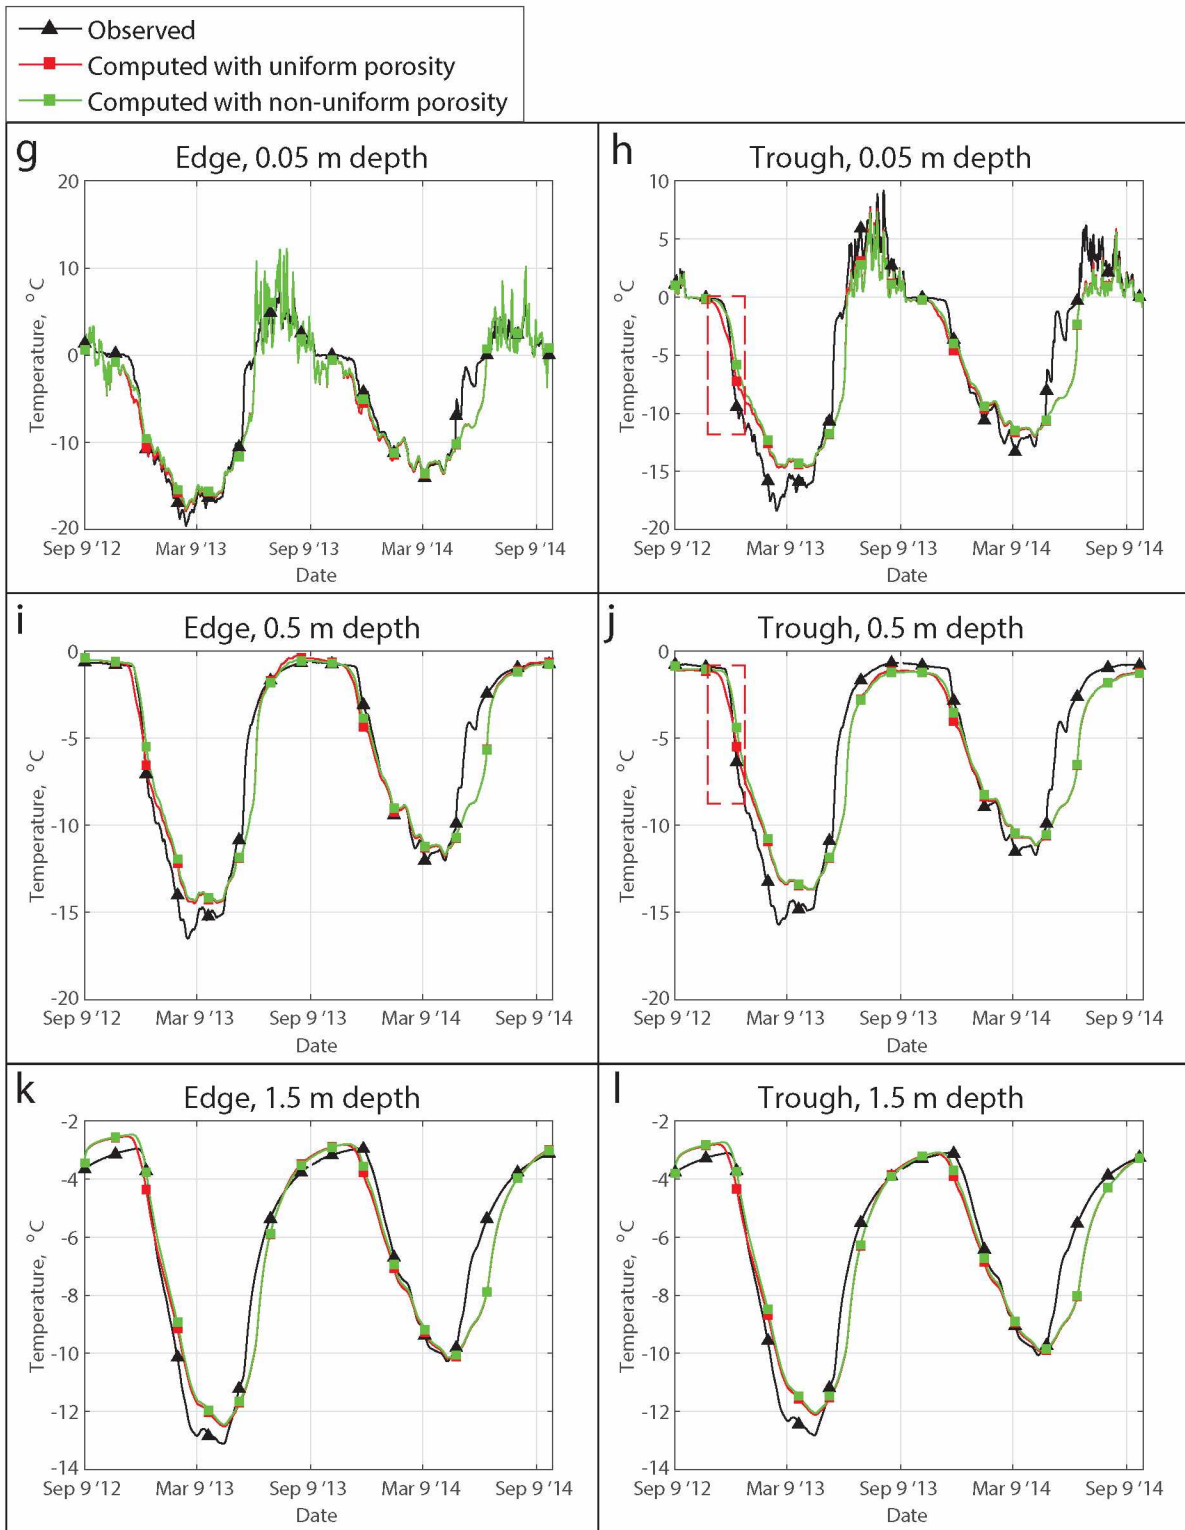 Observed
Computed with uniform porosity
Computed with non-uniform porosity
g
Edge, 0.05 m depth
20
10
0
-10
-20
Temperature, °C
Sep 9 '12
Mar 9 '13
Sep 9 '13
Mar 9 '14
Sep 9 '14
Date
h
Trough, 0.05 m depth
10
5
0
-5
-10
-15
-20
Temperature, °C
Sep 9 '12
Mar 9 '13
Sep 9 '13
Mar 9 '14
Sep 9 '14
Date
i
Edge, 0.5 m depth
0
-5
-10
-15
-20
Temperature, °C
Sep 9 '12
Mar 9 '13
Sep 9 '13
Mar 9 '14
Sep 9 '14
Date
j
Trough, 0.5 m depth
0
-5
-10
-15
-20
Temperature, °C
Sep 9 '12
Mar 9 '13
Sep 9 '13
Mar 9 '14
Sep 9 '14
Date
k
Edge, 1.5 m depth
-2
-4
-6
-8
-10
-12
-14
Temperature, °C
Sep 9 '12
Mar 9 '13
Sep 9 '13
Mar 9 '14
Sep 9 '14
Date
l
Trough, 1.5 m depth
-2
-4
-6
-8
-10
-12
-14
Temperature, °C
Sep 9 '12
Mar 9 '13
Sep 9 '13
Mar 9 '14
Sep 9 '14
Date